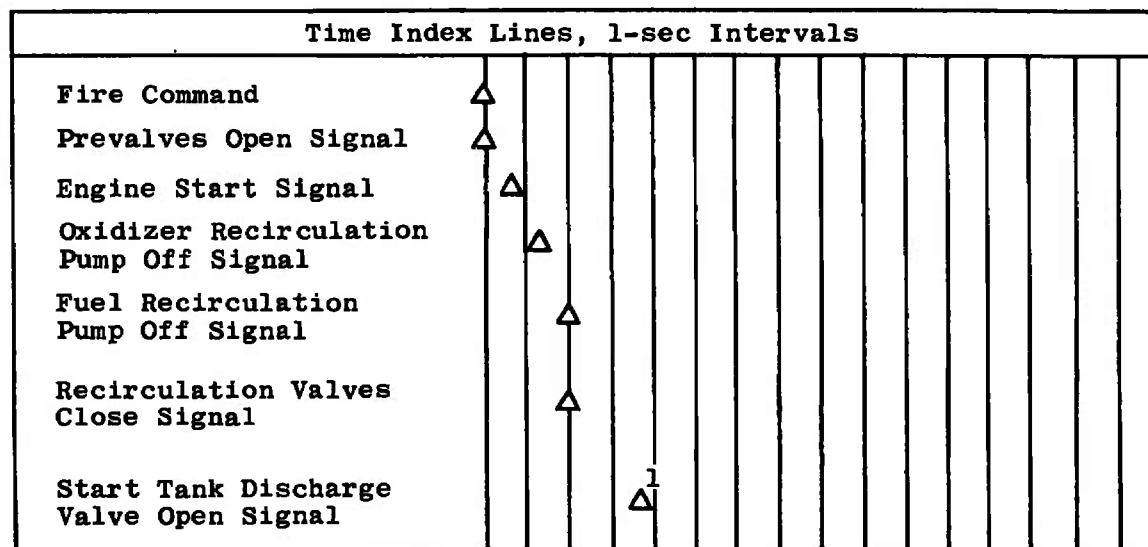 Time Index Lines, 1-sec Intervals
Fire Command
Prevalves Open Signal
Engine Start Signal
Oxidizer Recirculation
Pump Off Signal
Fuel Recirculation
Pump Off Signal
Recirculation Valves
Close Signal
1
Start Tank Discharge
Valve Open Signal